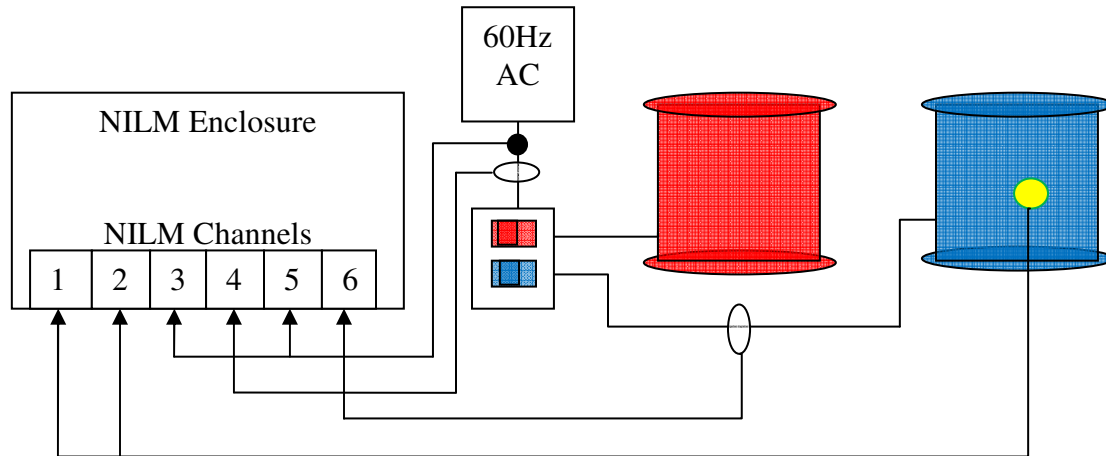 60Hz
AC
NILM Enclosure
NILM Channels
1 2 3 4 5 6